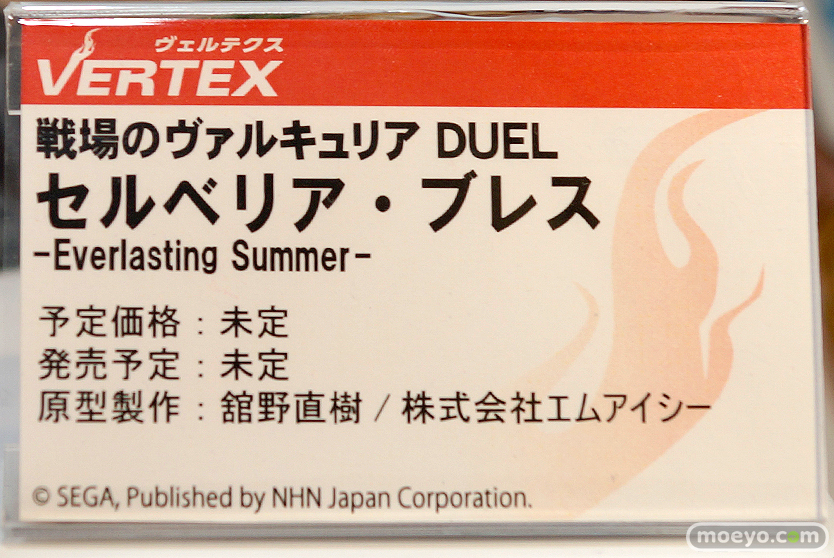 ヴェルテクス
VERTEX
戦場のヴァルキュリア DUEL
セルベリア・ブレス
-Everlasting Summer-
予定価格：未定
発売予定：未定
原型製作：舘野直樹 / 株式会社エムアイシー
© SEGA, Published by NHN Japan Corporation.
moeyo.com